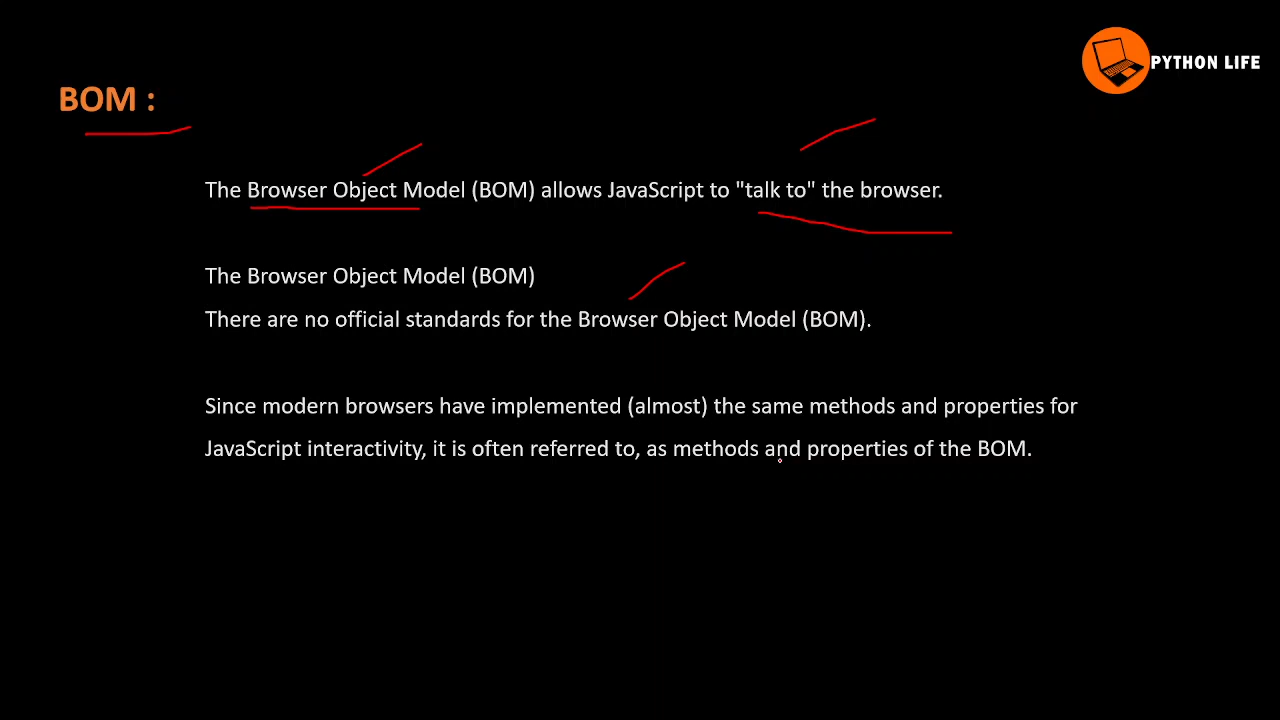 PYTHON LIFE
BOM :
The Browser Object Model (BOM) allows JavaScript to "talk to" the browser.
The Browser Object Model (BOM)
There are no official standards for the Browser Object Model (BOM).
Since modern browsers have implemented (almost) the same methods and properties for
JavaScript interactivity, it is often referred to, as methods and properties of the BOM.